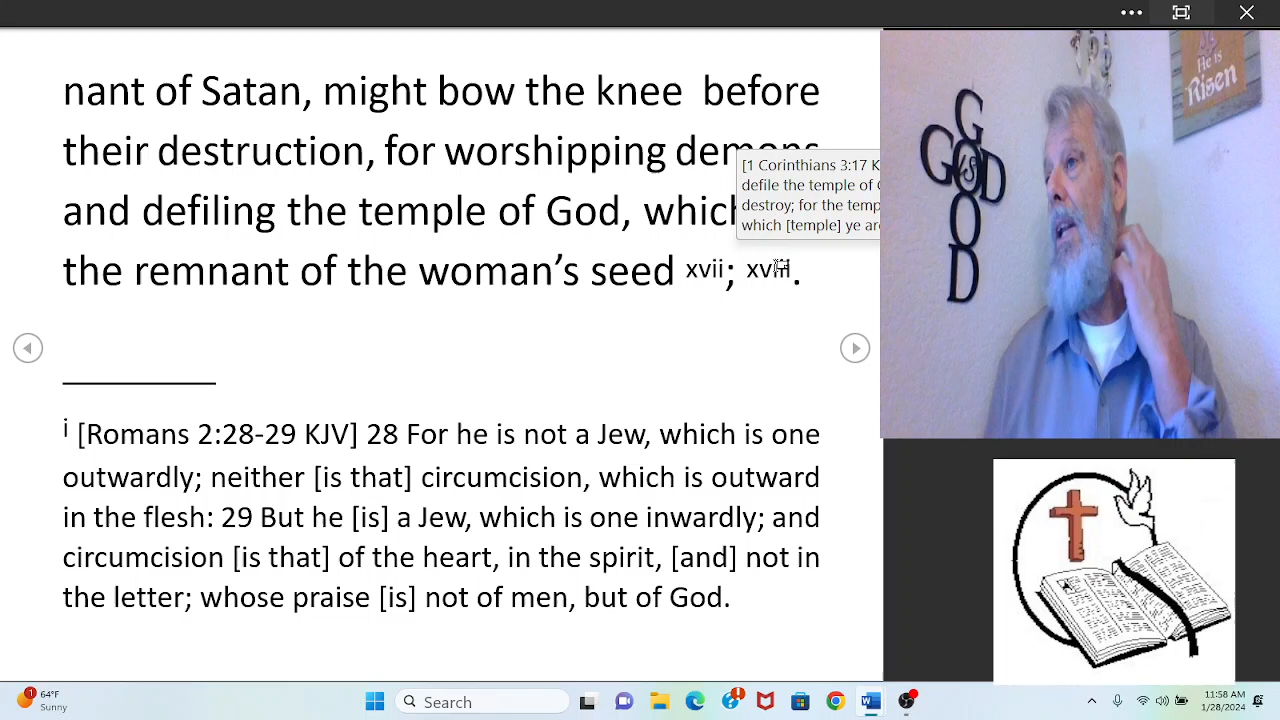 nant of Satan, might bow the knee before
their destruction, for worshipping demons
and defiling the temple of God, which
the remnant of the woman's seed xvii; xviii.
[1 Corinthians 3:17 K
defile the temple of
destroy; for the temp
which [temple] ye are
i [Romans 2:28-29 KJV] 28 For he is not a Jew, which is one
outwardly; neither [is that] circumcision, which is outward
in the flesh: 29 But he [is] a Jew, which is one inwardly; and
circumcision [is that] of the heart, in the spirit, [and] not in
the letter; whose praise [is] not of men, but of God.
GOD
IS
GOOD
He is
Risen
1
64°F
Sunny
Search
11:58 AM
1/28/2024